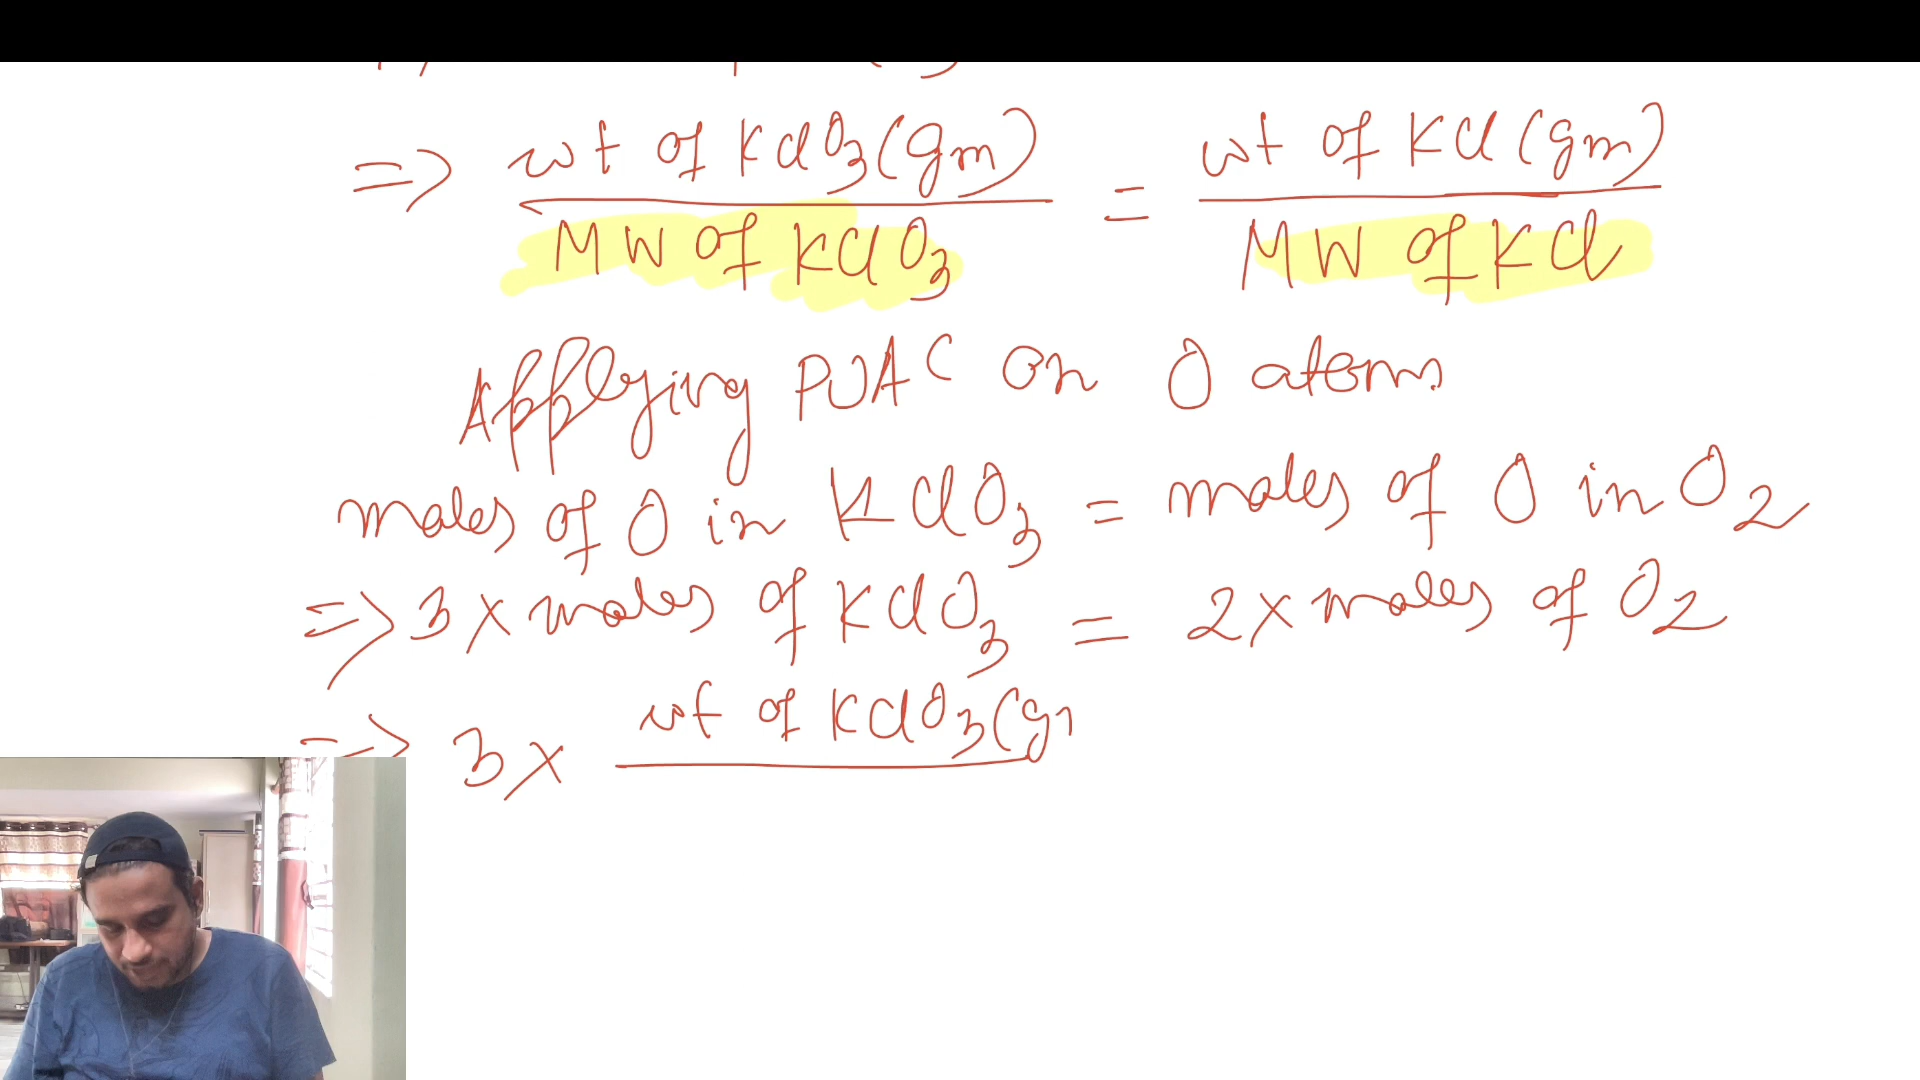 => wt of KClO3(gm) / MW of KClO3 = wt of KCl (gm) / MW of KCl
Applying POAC on O atoms
moles of O in KClO3 = moles of O in O2
=> 3 x moles of KClO3 = 2 x moles of O2
=> 3 x wt of KClO3(g